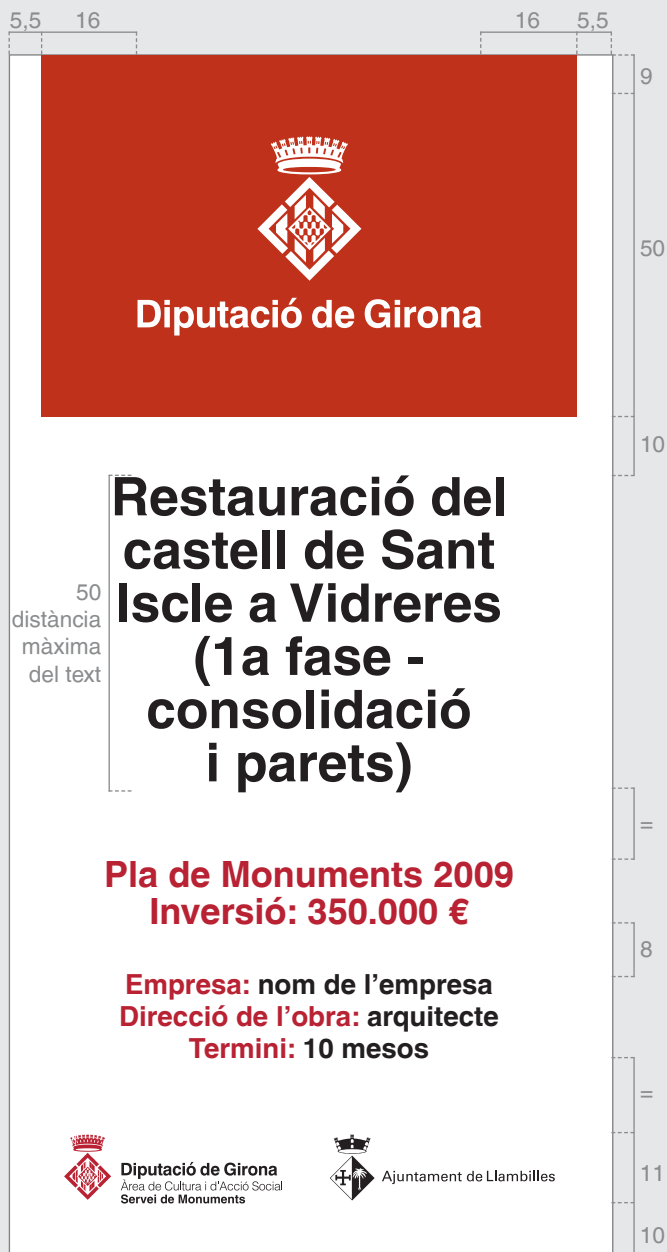 5,5 16 16 5,5
9
Diputació de Girona
50
10
Restauració del
castell de Sant
Iscle a Vidreres
(1a fase -
consolidació
i parets)
50
distància
màxima
del text
=
Pla de Monuments 2009
Inversió: 350.000 €
8
Empresa: nom de l’empresa
Direcció de l’obra: arquitecte
Termini: 10 mesos
=
Diputació de Girona
Àrea de Cultura i d'Acció Social
Servei de Monuments
Ajuntament de Llambilles
11
10